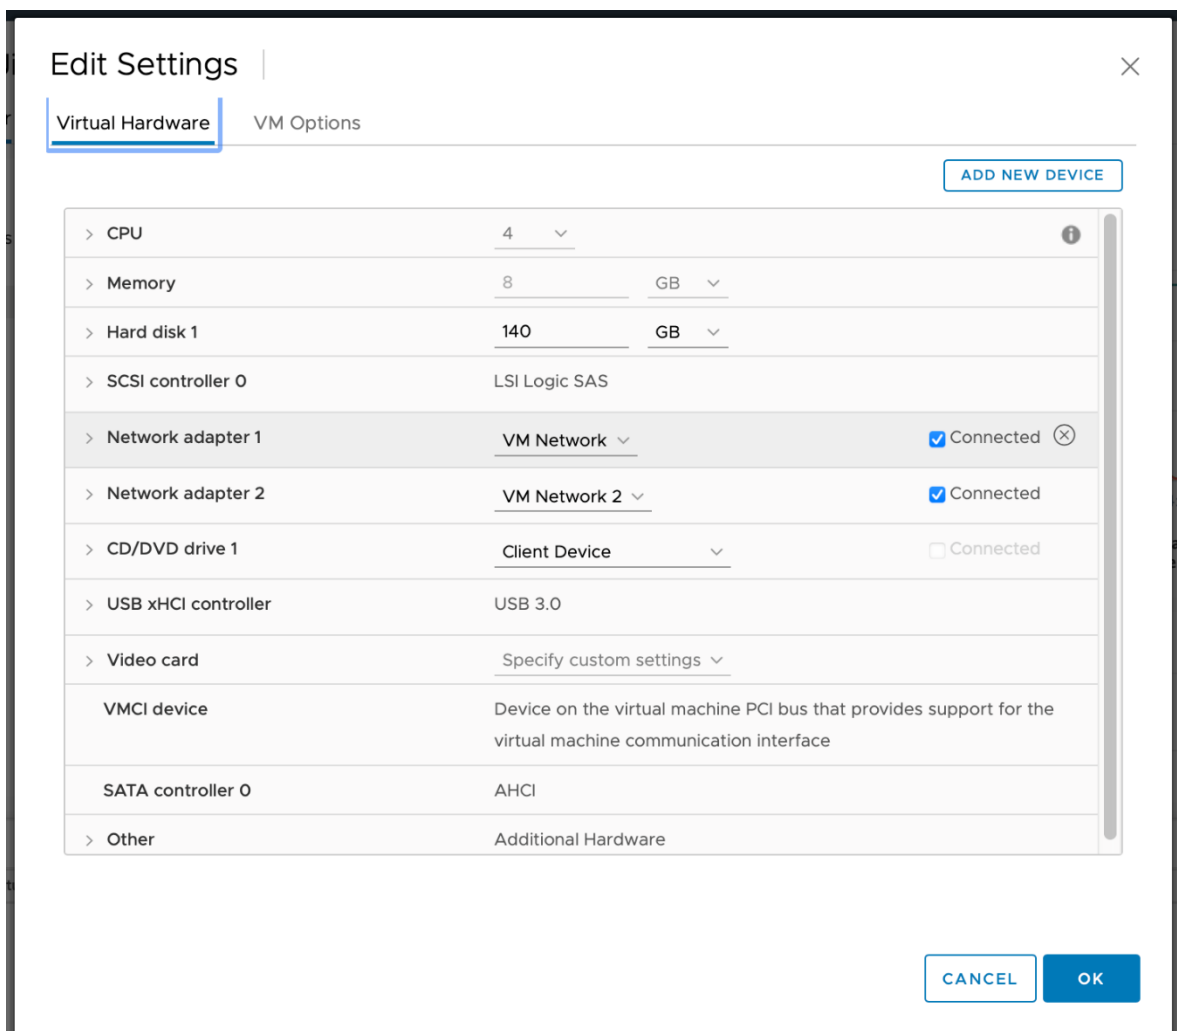 Edit Settings
Virtual Hardware VM Options
ADD NEW DEVICE
CPU 4
Memory 8 GB
Hard disk 1 140 GB
SCSI controller 0 LSI Logic SAS
Network adapter 1 VM Network Connected
Network adapter 2 VM Network 2 Connected
CD/DVD drive 1 Client Device Connected
USB xHCI controller USB 3.0
Video card Specify custom settings
VMCI device Device on the virtual machine PCI bus that provides support for the
virtual machine communication interface
SATA controller 0 AHCI
Other Additional Hardware
CANCEL OK